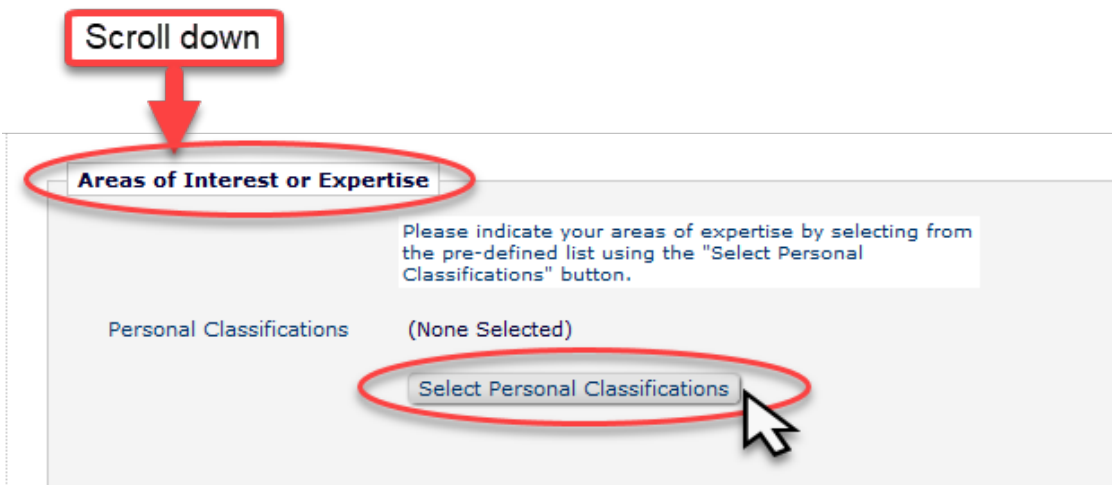 Scroll down
Areas of Interest or Expertise
Please indicate your areas of expertise by selecting from
the pre-defined list using the "Select Personal
Classifications" button.
Personal Classifications (None Selected)
Select Personal Classifications